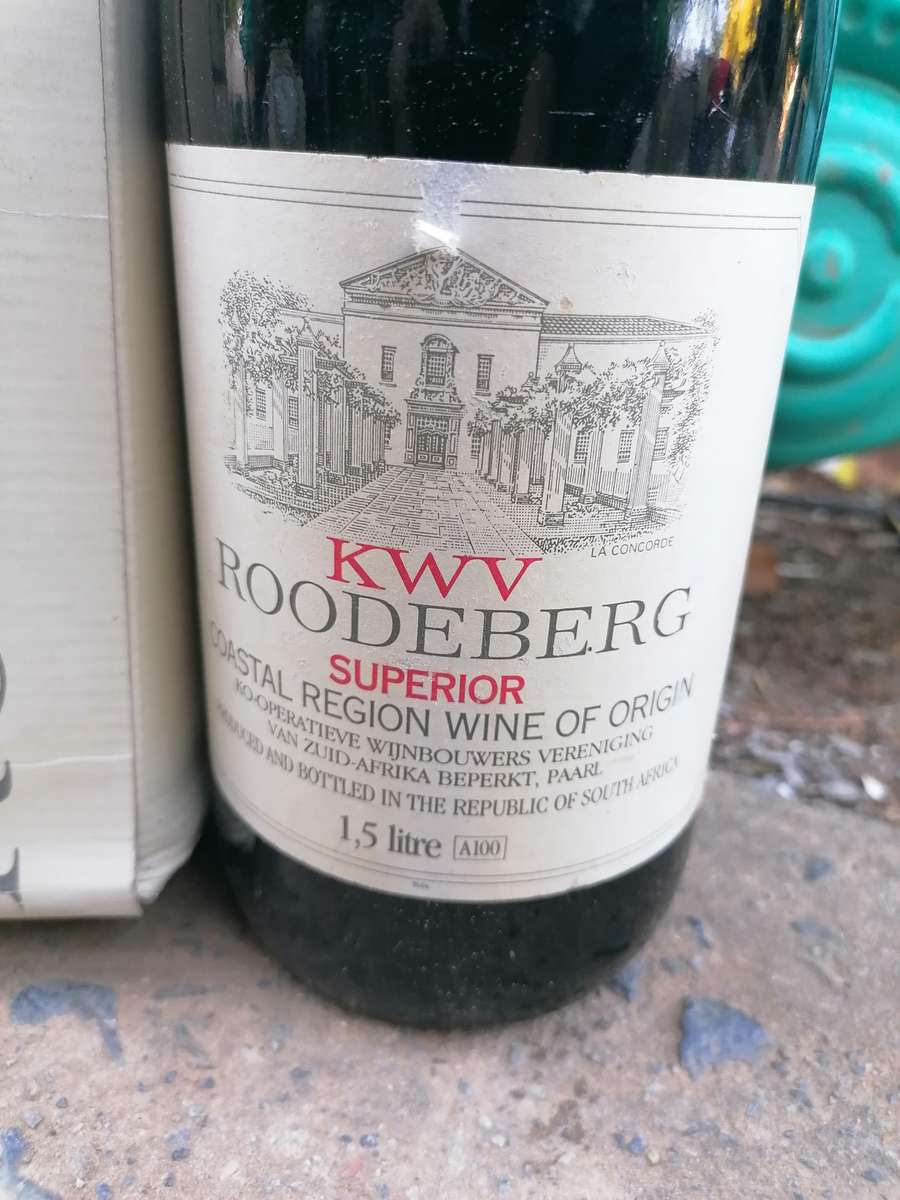 LA CONCORDE
KWV
ROODEBERG
SUPERIOR
COASTAL REGION WINE OF ORIGIN
KO-OPERATIEVE WIJNBOUWERS VERENIGING
VAN ZUID-AFRIKA BEPERKT, PAARL
PRODUCED AND BOTTLED IN THE REPUBLIC OF SOUTH AFRICA
1,5 litre A100